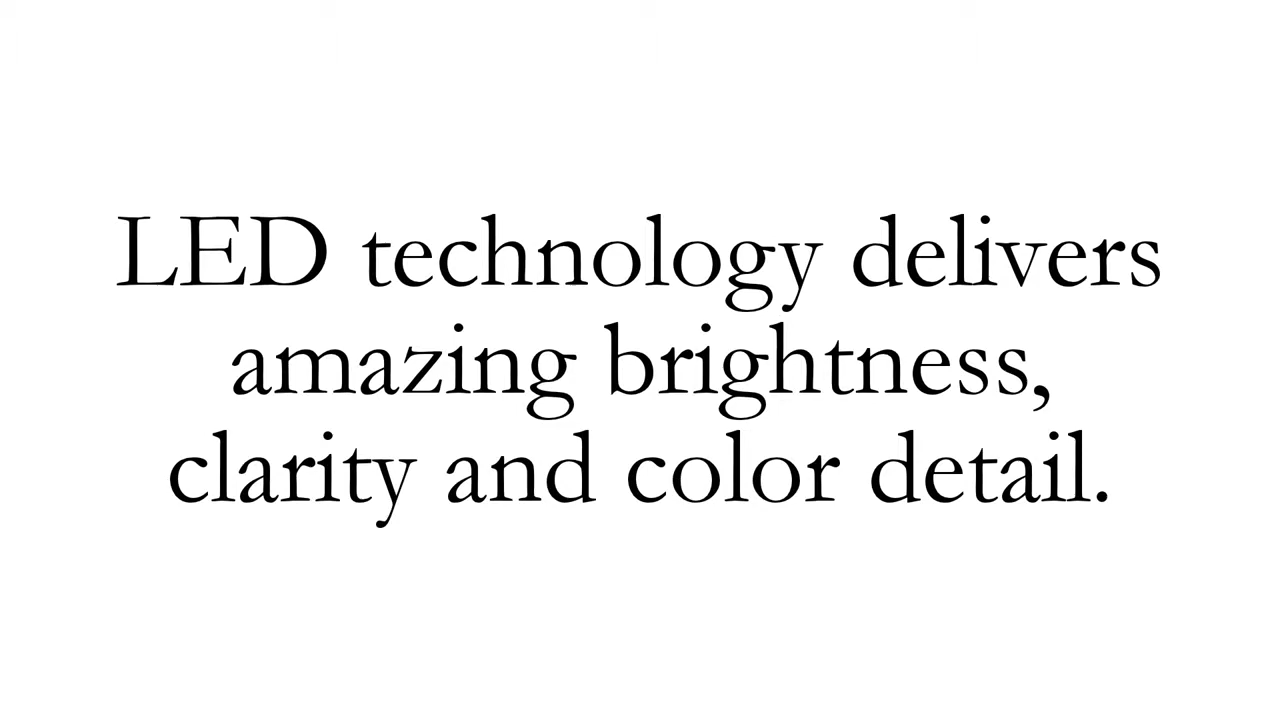 LED technology delivers
amazing brightness,
clarity and color detail.